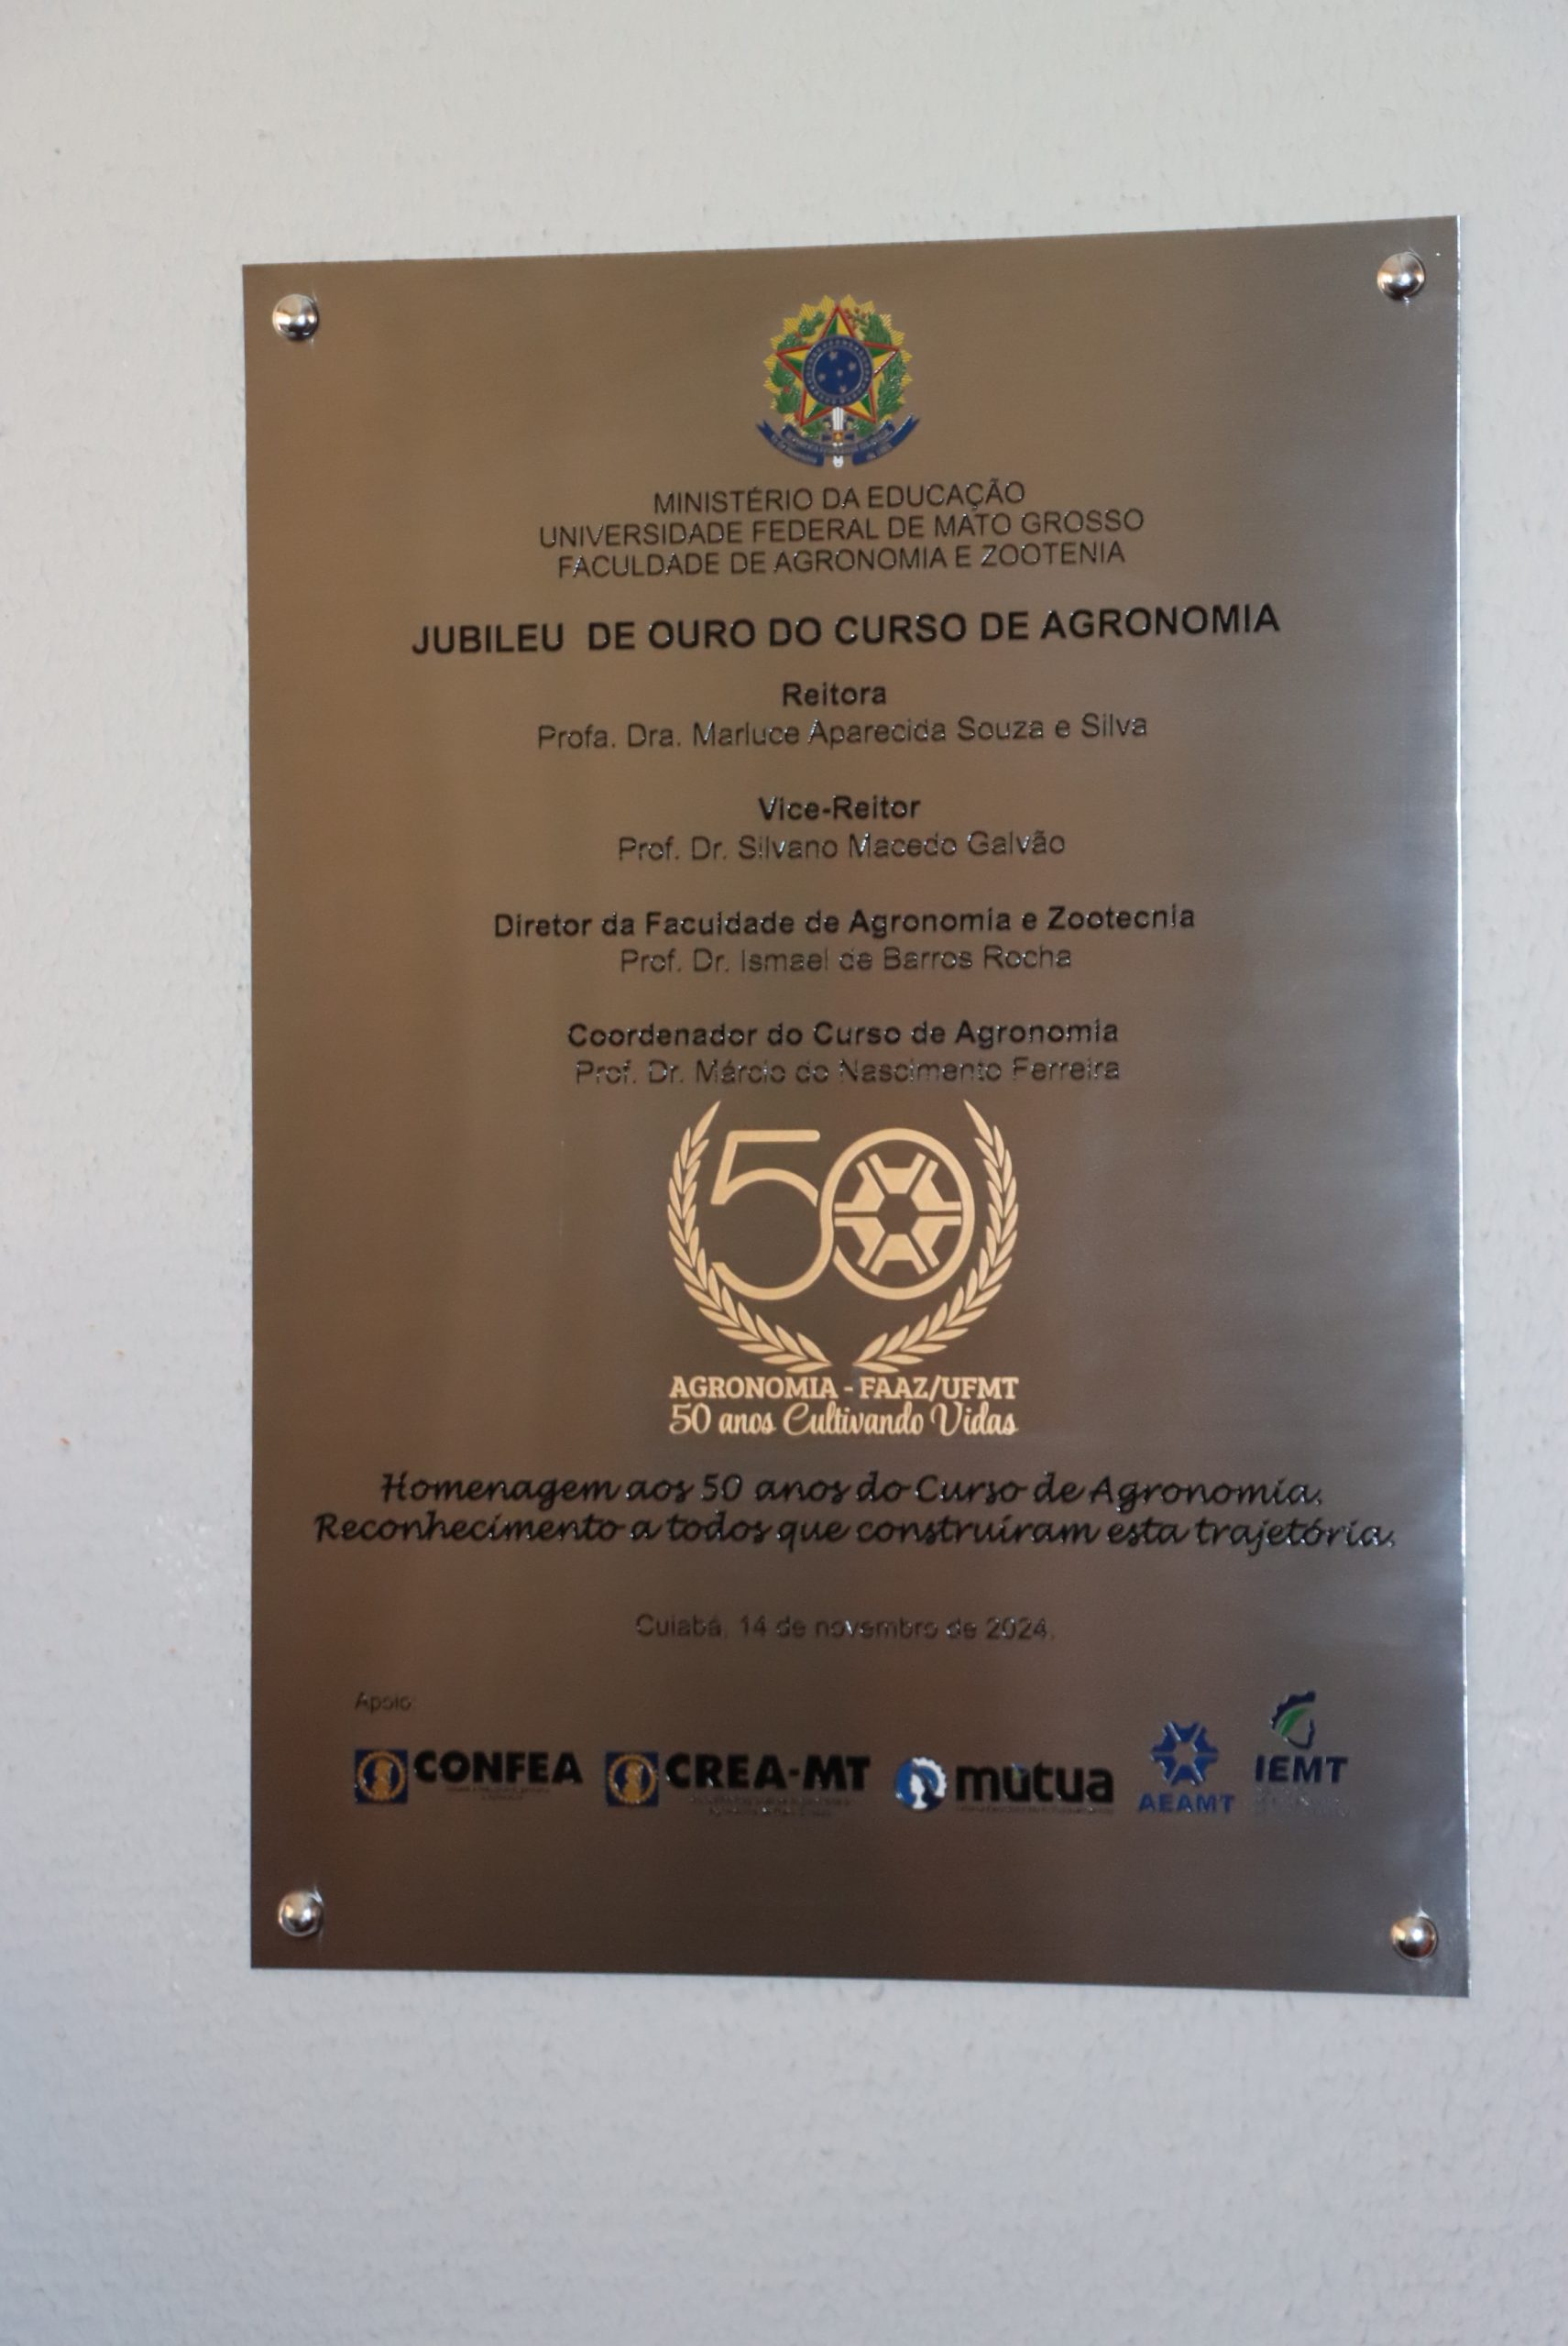 MINISTÉRIO DA EDUCAÇÃO
UNIVERSIDADE FEDERAL DE MATO GROSSO
FACULDADE DE AGRONOMIA E ZOOTENIA
JUBILEU DE OURO DO CURSO DE AGRONOMIA
Reitora
Profa. Dra. Marluce Aparecida Souza e Silva
Vice-Reitor
Prof. Dr. Silvano Macedo Galvão
Diretor da Faculdade de Agronomia e Zootecnia
Prof. Dr. Ismael de Barros Rocha
Coordenador do Curso de Agronomia
Prof. Dr. Márcio do Nascimento Ferreira
50
AGRONOMIA - FAAZ/UFMT
50 anos Cultivando Vidas
Homenagem aos 50 anos do Curso de Agronomia.
Reconhecimento a todos que construíram esta trajetória.
Cuiabá, 14 de novembro de 2024.
Apoio:
CONFEA CREA-MT mútua AEAMT IEMT